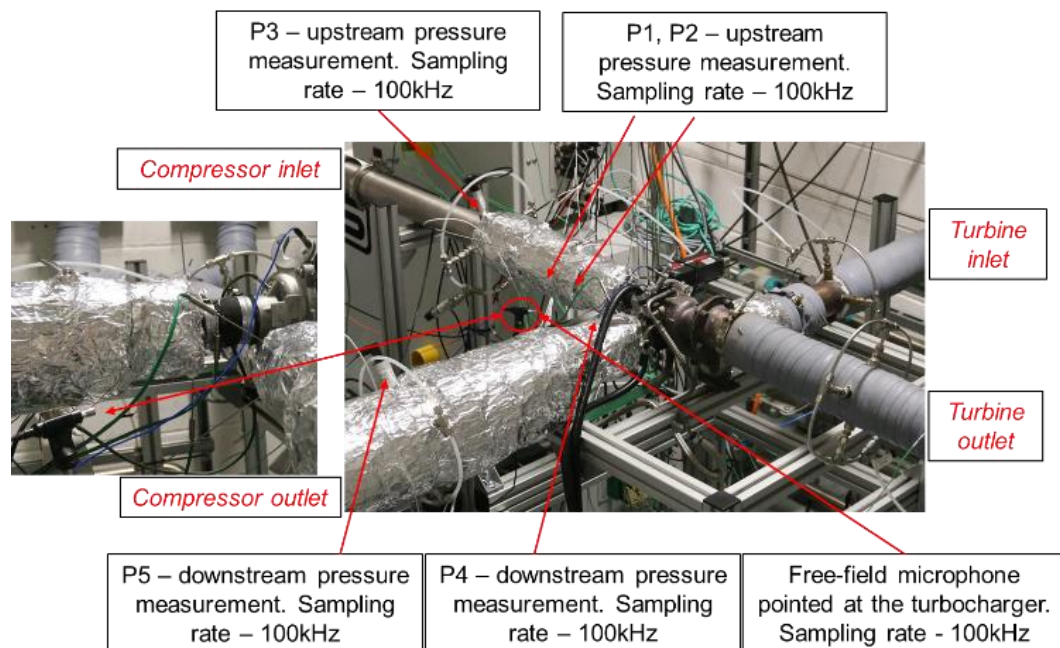 P3 – upstream pressure
measurement. Sampling
rate – 100kHz
P1, P2 – upstream
pressure measurement.
Sampling rate – 100kHz
Compressor inlet
Turbine
inlet
Turbine
outlet
Compressor outlet
P5 – downstream pressure
measurement. Sampling
rate – 100kHz
P4 – downstream pressure
measurement. Sampling
rate – 100kHz
Free-field microphone
pointed at the turbocharger.
Sampling rate - 100kHz